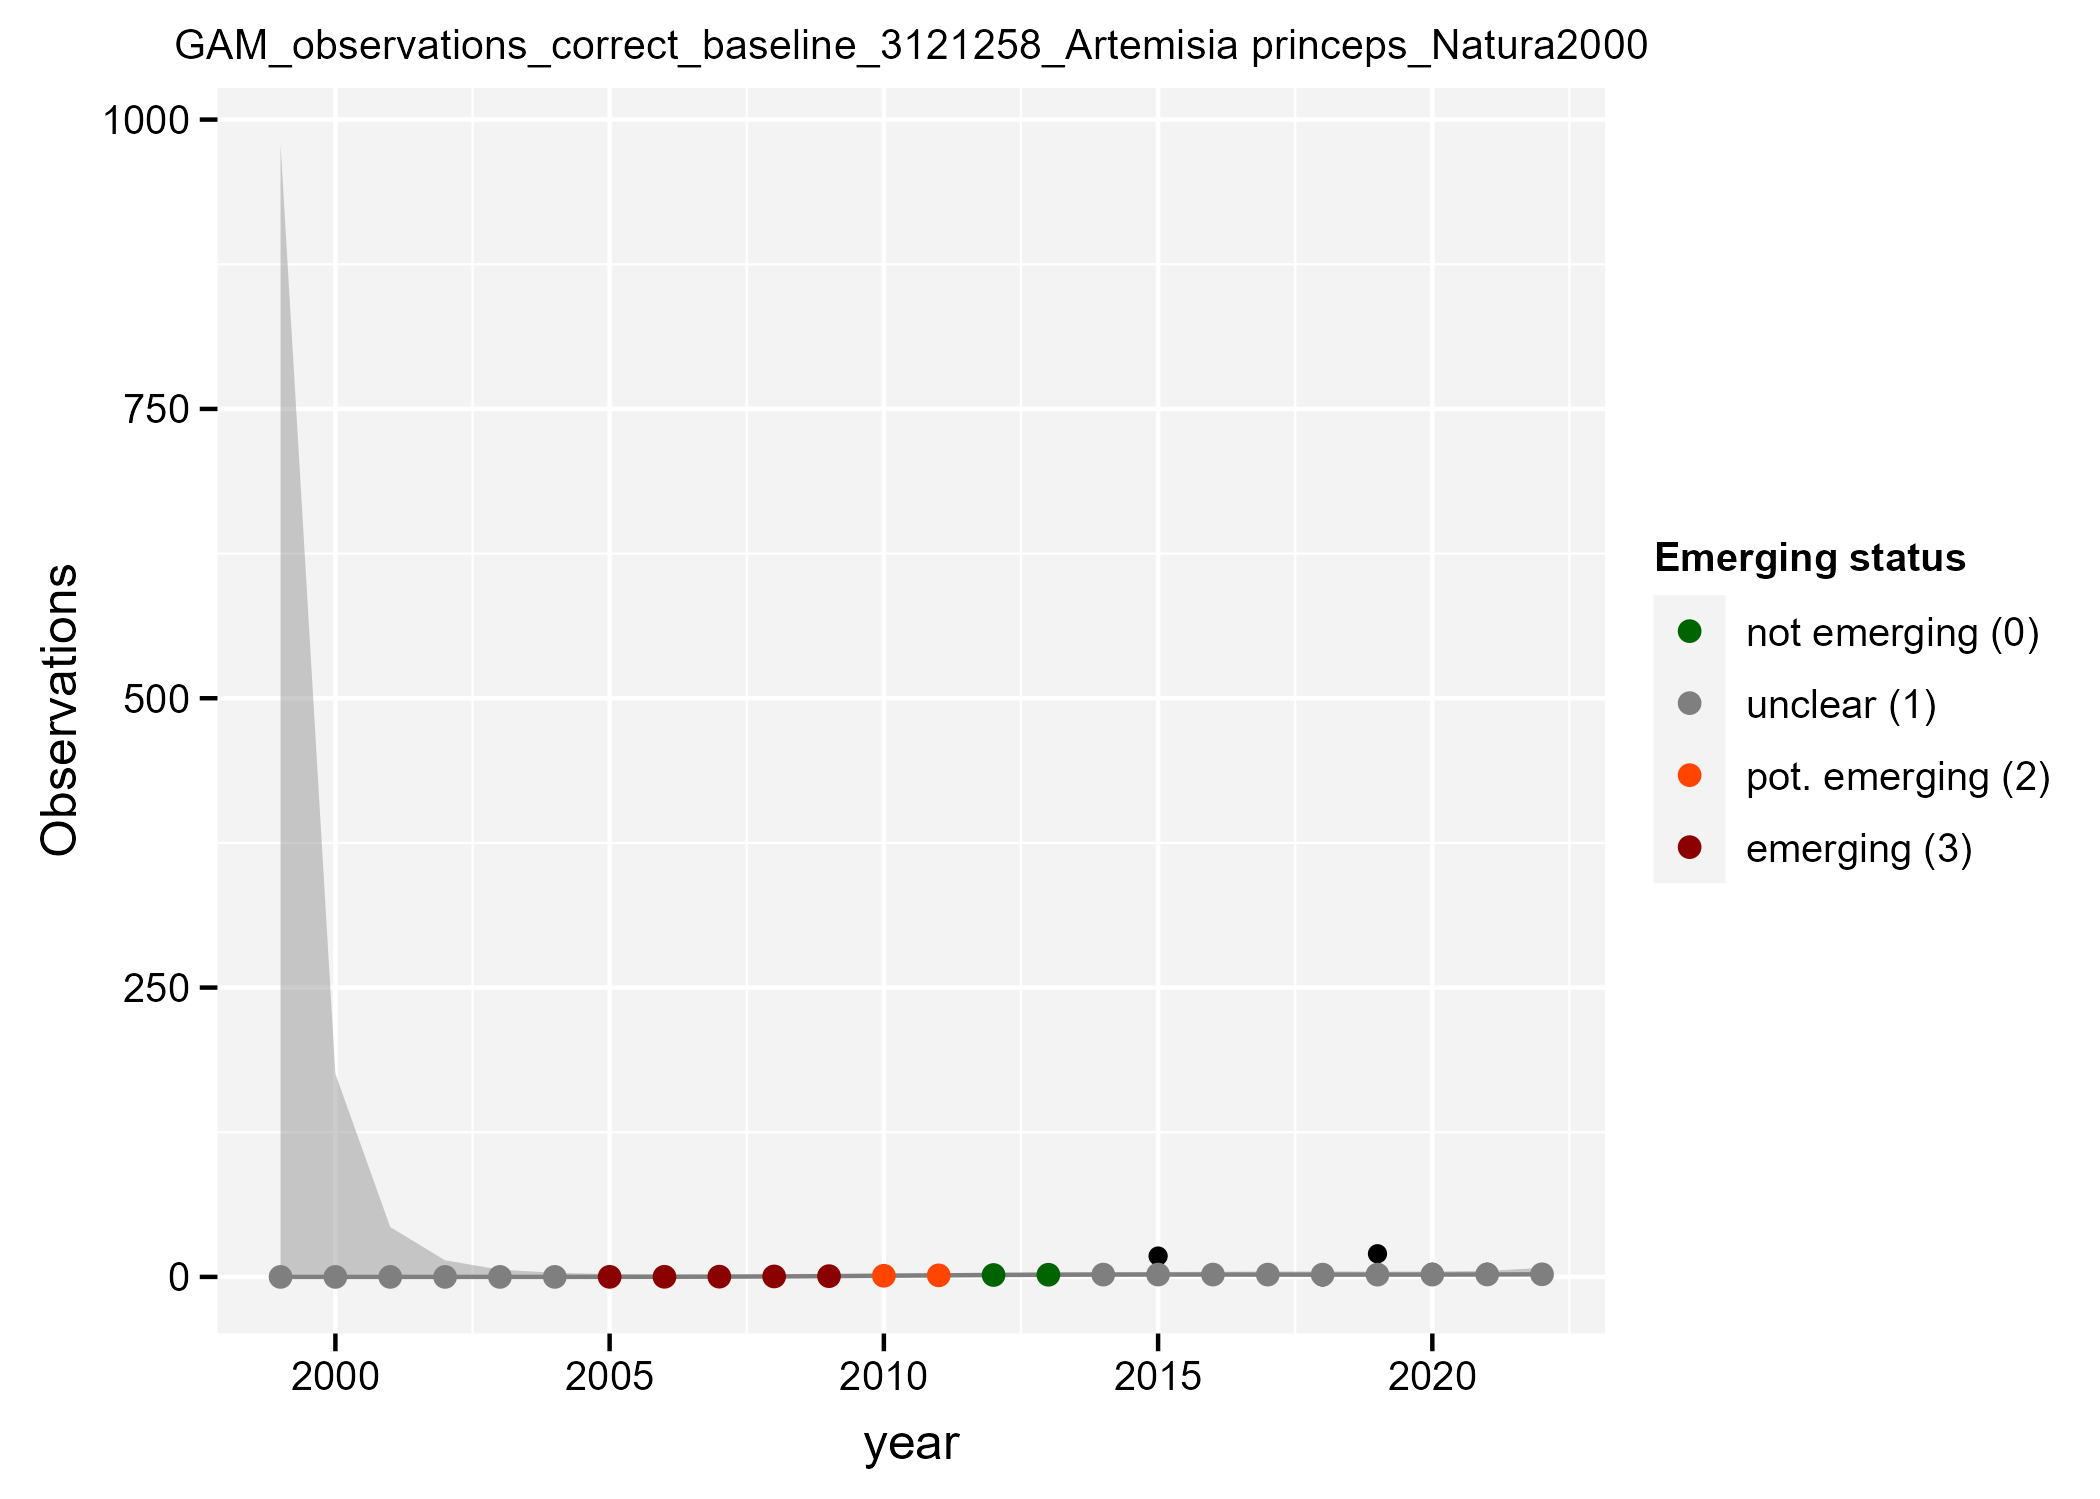 GAM_observations_correct_baseline_3121258_Artemisia princeps_Natura2000
1000
750
500
250
0
Observations
2000 2005 2010 2015 2020
year
Emerging status
not emerging (0)
unclear (1)
pot. emerging (2)
emerging (3)